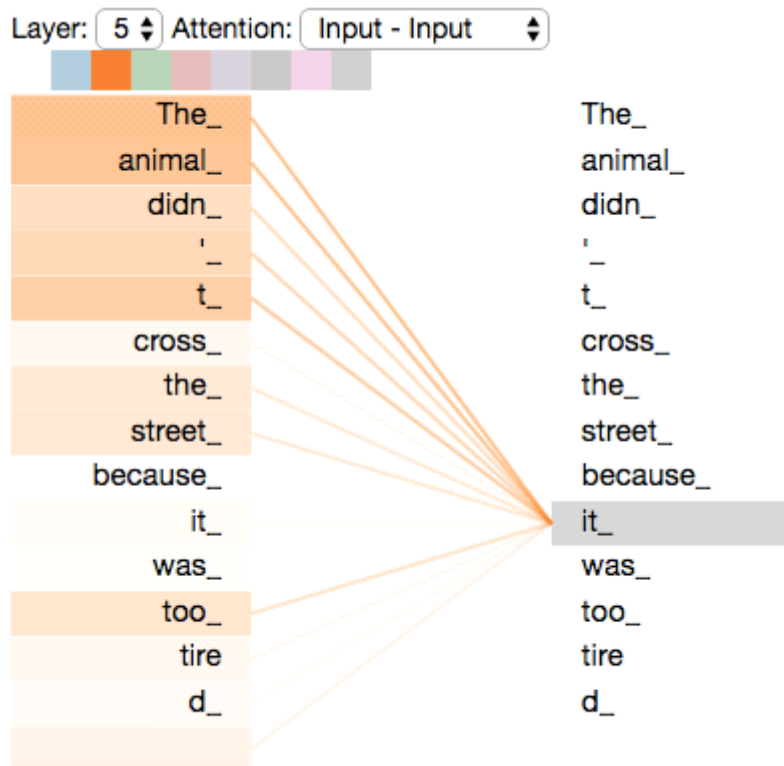 Layer: 5 Attention: Input - Input
The_ The_
animal_ animal_
didn_ didn_
'_ '_
t_ t_
cross_ cross_
the_ the_
street_ street_
because_ because_
it_ it_
was_ was_
too_ too_
tire tire
d_ d_